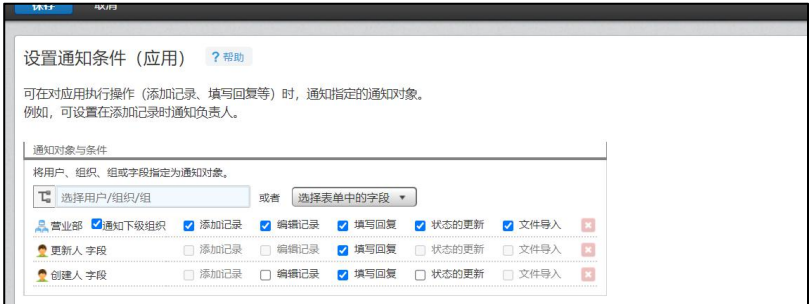 保存 取消
设置通知条件（应用） ?帮助
可在对应用执行操作（添加记录、填写回复等）时，通知指定的通知对象。
例如，可设置在添加记录时通知负责人。
通知对象与条件
将用户、组织、组或字段指定为通知对象。
选择用户/组织/组 或者 选择表单中的字段
营业部 通知下级组织 添加记录 编辑记录 填写回复 状态的更新 文件导入
更新人 字段 添加记录 编辑记录 填写回复 状态的更新 文件导入
创建人 字段 添加记录 编辑记录 填写回复 状态的更新 文件导入